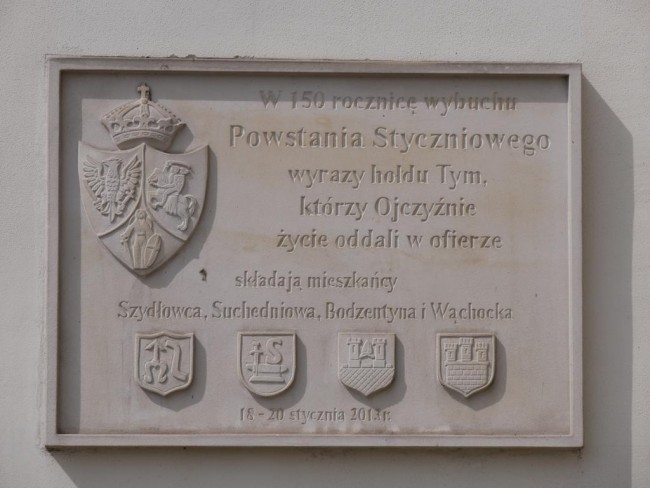 W 150 rocznicę wybuchu
Powstania Styczniowego
wyrazy hołdu Tym,
którzy Ojczyźnie
życie oddali w ofierze
składają mieszkańcy
Szydłowca, Suchedniowa, Bodzentyna i Wąchocka
18 - 20 stycznia 2013r.